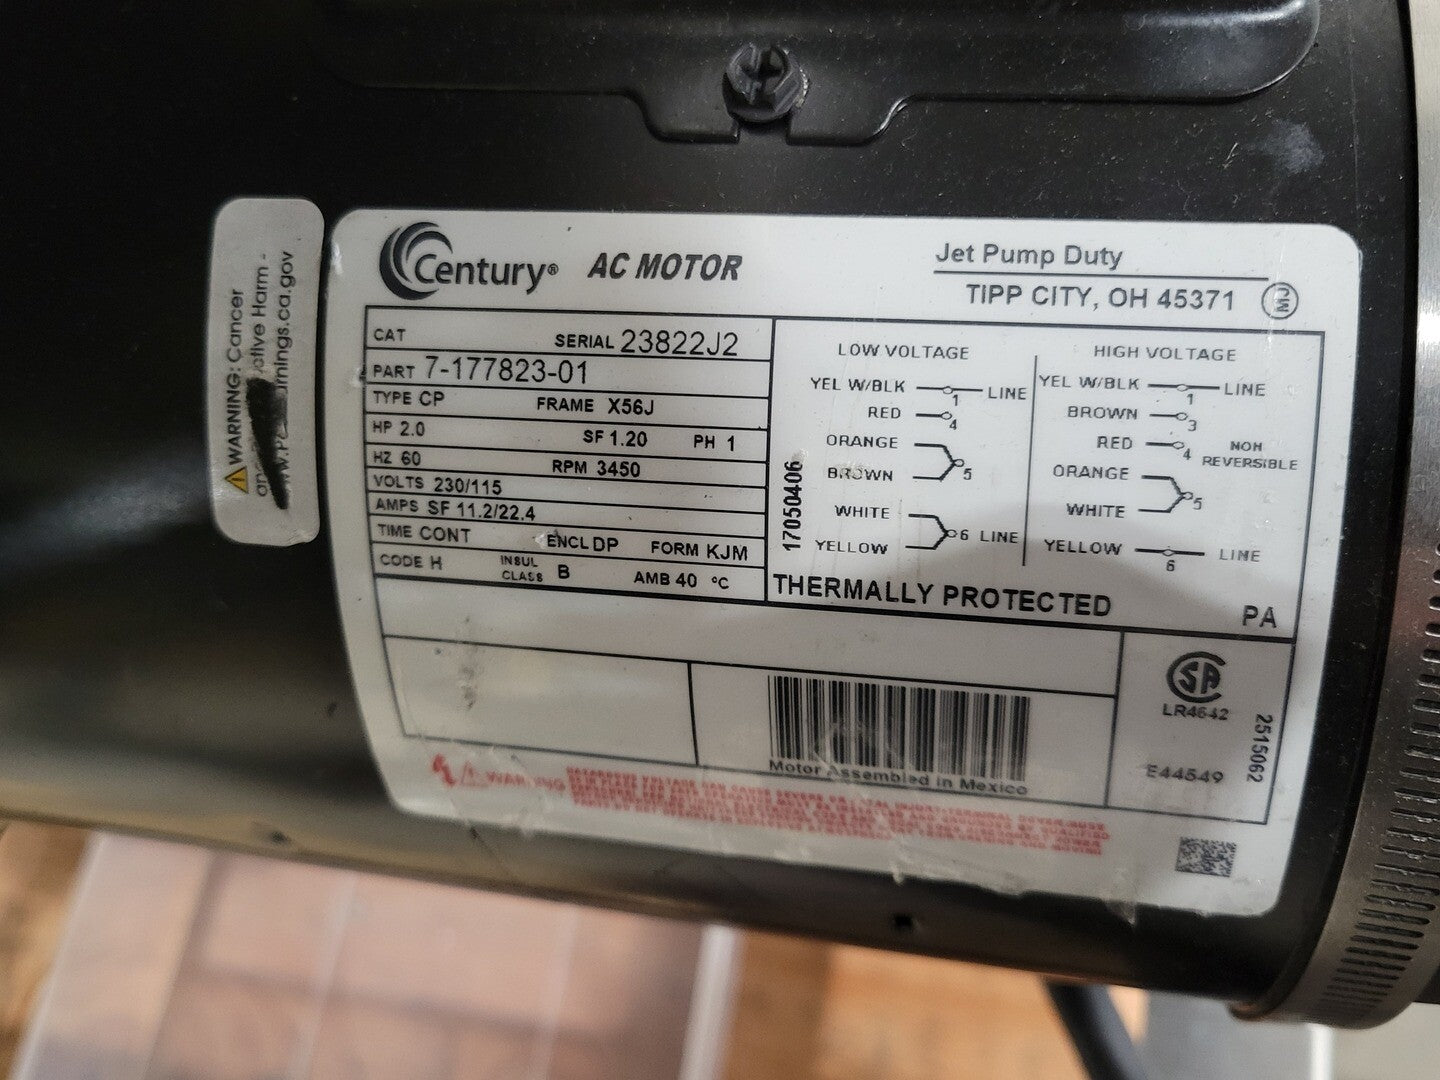 WARNING: Cancer
ctive Harm -
rnings.ca.gov
Century® AC MOTOR
Jet Pump Duty
TIPP CITY, OH 45371
CAT SERIAL 23822J2
PART 7-177823-01
TYPE CP FRAME X56J
HP 2.0 SF 1.20 PH 1
HZ 60 RPM 3450
VOLTS 230/115
AMPS SF 11.2/22.4
TIME CONT ENCL DP FORM KJM
CODE H INSUL CLASS B AMB 40 °C
17050406
LOW VOLTAGE
YEL W/BLK 1 LINE
RED 4
ORANGE
BROWN 5
WHITE
YELLOW 6 LINE
HIGH VOLTAGE
YEL W/BLK 1 LINE
BROWN 3
RED 4 NON REVERSIBLE
ORANGE
WHITE 5
YELLOW 6 LINE
THERMALLY PROTECTED PA
Motor Assembled in Mexico
LR4642
E44549
2515062
WARNING